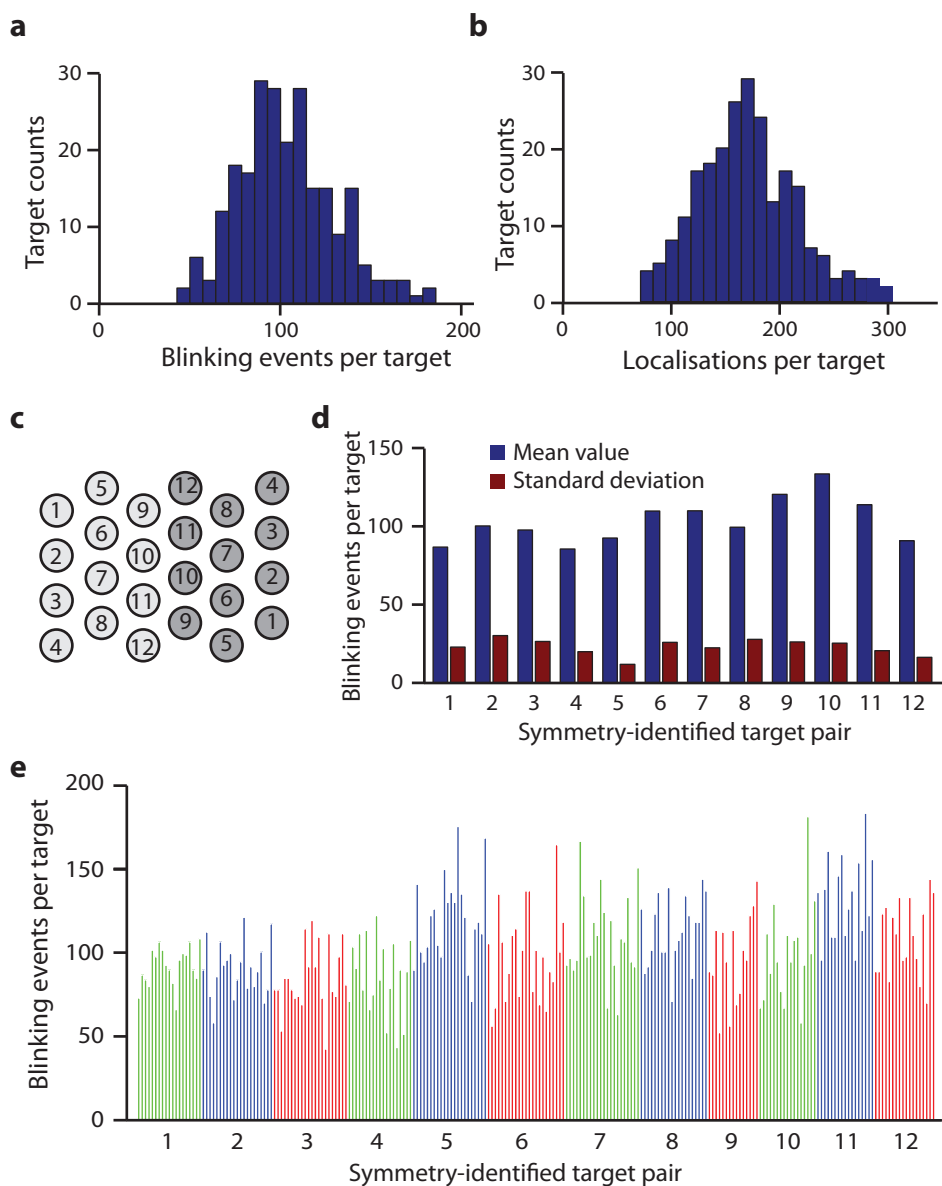 a
30
20
10
0
Target counts
0 100 200
Blinking events per target
b
30
20
10
0
Target counts
0 100 200 300
Localisations per target
c
5 12 4
1 9 8
6 11 3
2 10 7
7 10 2
3 11 6
8 9 1
4 12 5
d
150
100
50
0
Blinking events per target
Mean value
Standard deviation
1 2 3 4 5 6 7 8 9 10 11 12
Symmetry-identified target pair
e
200
150
100
50
0
Blinking events per target
1 2 3 4 5 6 7 8 9 10 11 12
Symmetry-identified target pair